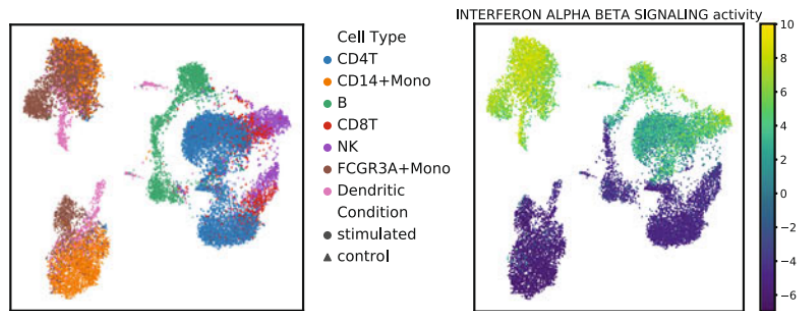 INTERFERON ALPHA BETA SIGNALING activity
Cell Type
CD4T
CD14+Mono
B
CD8T
NK
FCGR3A+Mono
Dendritic
Condition
stimulated
control
10
8
6
4
2
0
−2
−4
−6